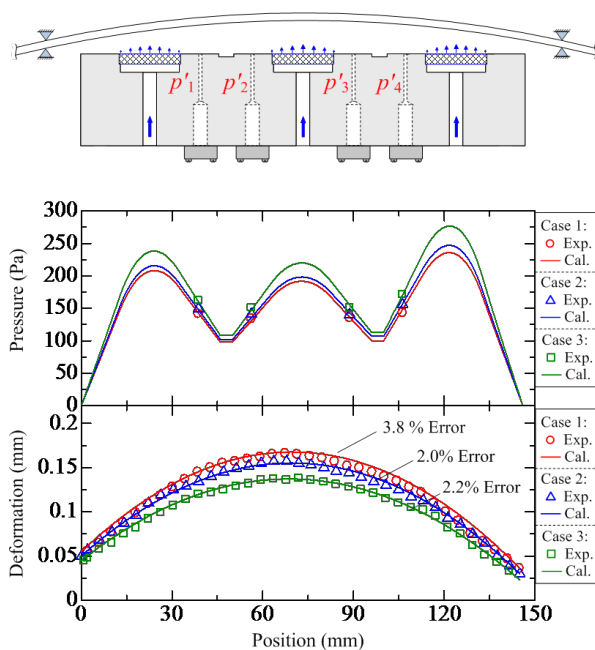 p'1 p'2 p'3 p'4
300
250
200
150
100
50
0
Pressure (Pa)
Case 1:
Exp.
Cal.
Case 2:
Exp.
Cal.
Case 3:
Exp.
Cal.
0.2
0.15
0.1
0.05
0
Deformation (mm)
3.8 % Error
2.0% Error
2.2% Error
Case 1:
Exp.
Cal.
Case 2:
Exp.
Cal.
Case 3:
Exp.
Cal.
0 30 60 90 120 150
Position (mm)